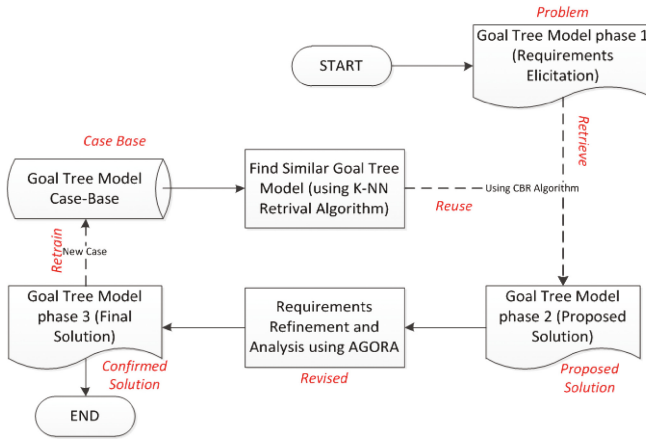 Problem
START
Goal Tree Model phase 1
(Requirements
Elicitation)
Retrieve
Case Base
Goal Tree Model
Case-Base
Find Similar Goal Tree
Model (using K-NN
Retrival Algorithm)
Using CBR Algorithm
Reuse
Retrain
New Case
Goal Tree Model
phase 3 (Final
Solution)
Confirmed
Solution
Requirements
Refinement and
Analysis using AGORA
Revised
Goal Tree Model
phase 2 (Proposed
Solution)
Proposed
Solution
END